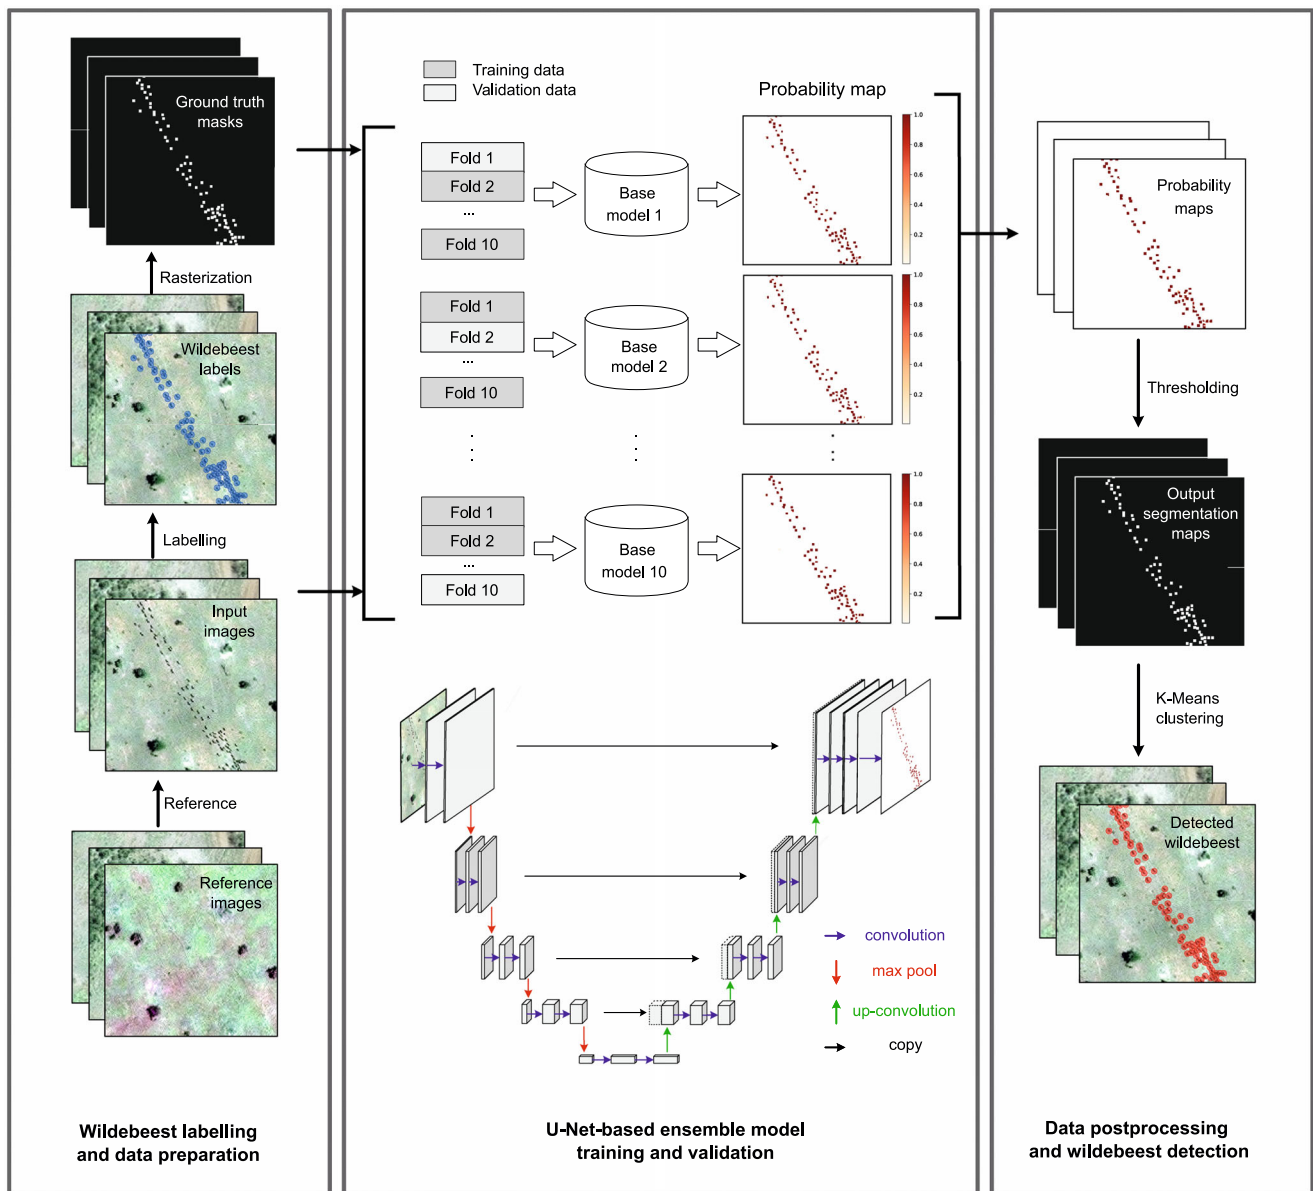 Ground truth
masks
Rasterization
Wildebeest
labels
Labelling
Input
images
Reference
Reference
images
Wildebeest labelling
and data preparation
Training data
Validation data
Probability map
Fold 1
Fold 2
...
Fold 10
Base
model 1
1.0
0.8
0.6
0.4
0.2
Fold 1
Fold 2
...
Fold 10
Base
model 2
1.0
0.8
0.6
0.4
0.2
Fold 1
Fold 2
...
Fold 10
Base
model 10
1.0
0.8
0.6
0.4
0.2
convolution
max pool
up-convolution
copy
U-Net-based ensemble model
training and validation
Probability
maps
Thresholding
Output
segmentation
maps
K-Means
clustering
Detected
wildebeest
Data postprocessing
and wildebeest detection